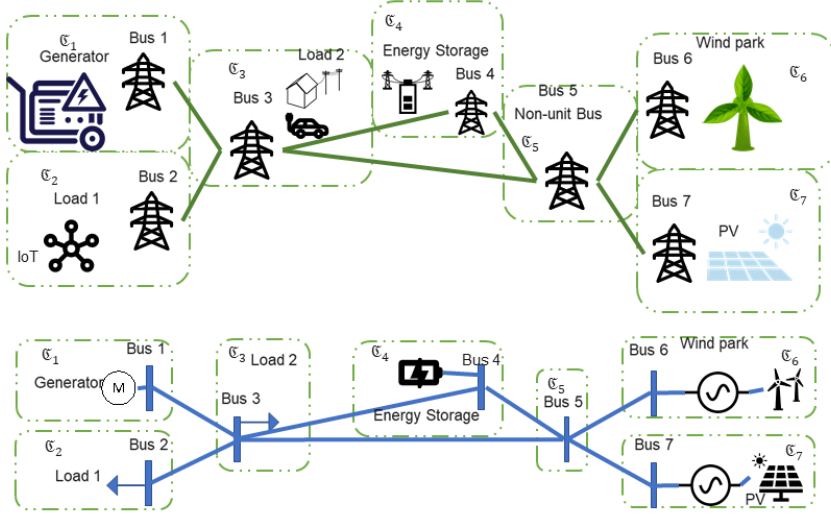 ℭ₁
Generator
Bus 1
ℭ₂
Load 1
IoT
Bus 2
ℭ₃
Load 2
Bus 3
ℭ₄
Energy Storage
Bus 4
Bus 5
Non-unit Bus
ℭ₅
Wind park
Bus 6
ℭ₆
Bus 7
PV
ℭ₇
ℭ₁
Bus 1
Generator
M
ℭ₂
Bus 2
Load 1
ℭ₃
Load 2
Bus 3
ℭ₄
Bus 4
Energy Storage
ℭ₅
Bus 5
Wind park
Bus 6
ℭ₆
Bus 7
ℭ₇
PV